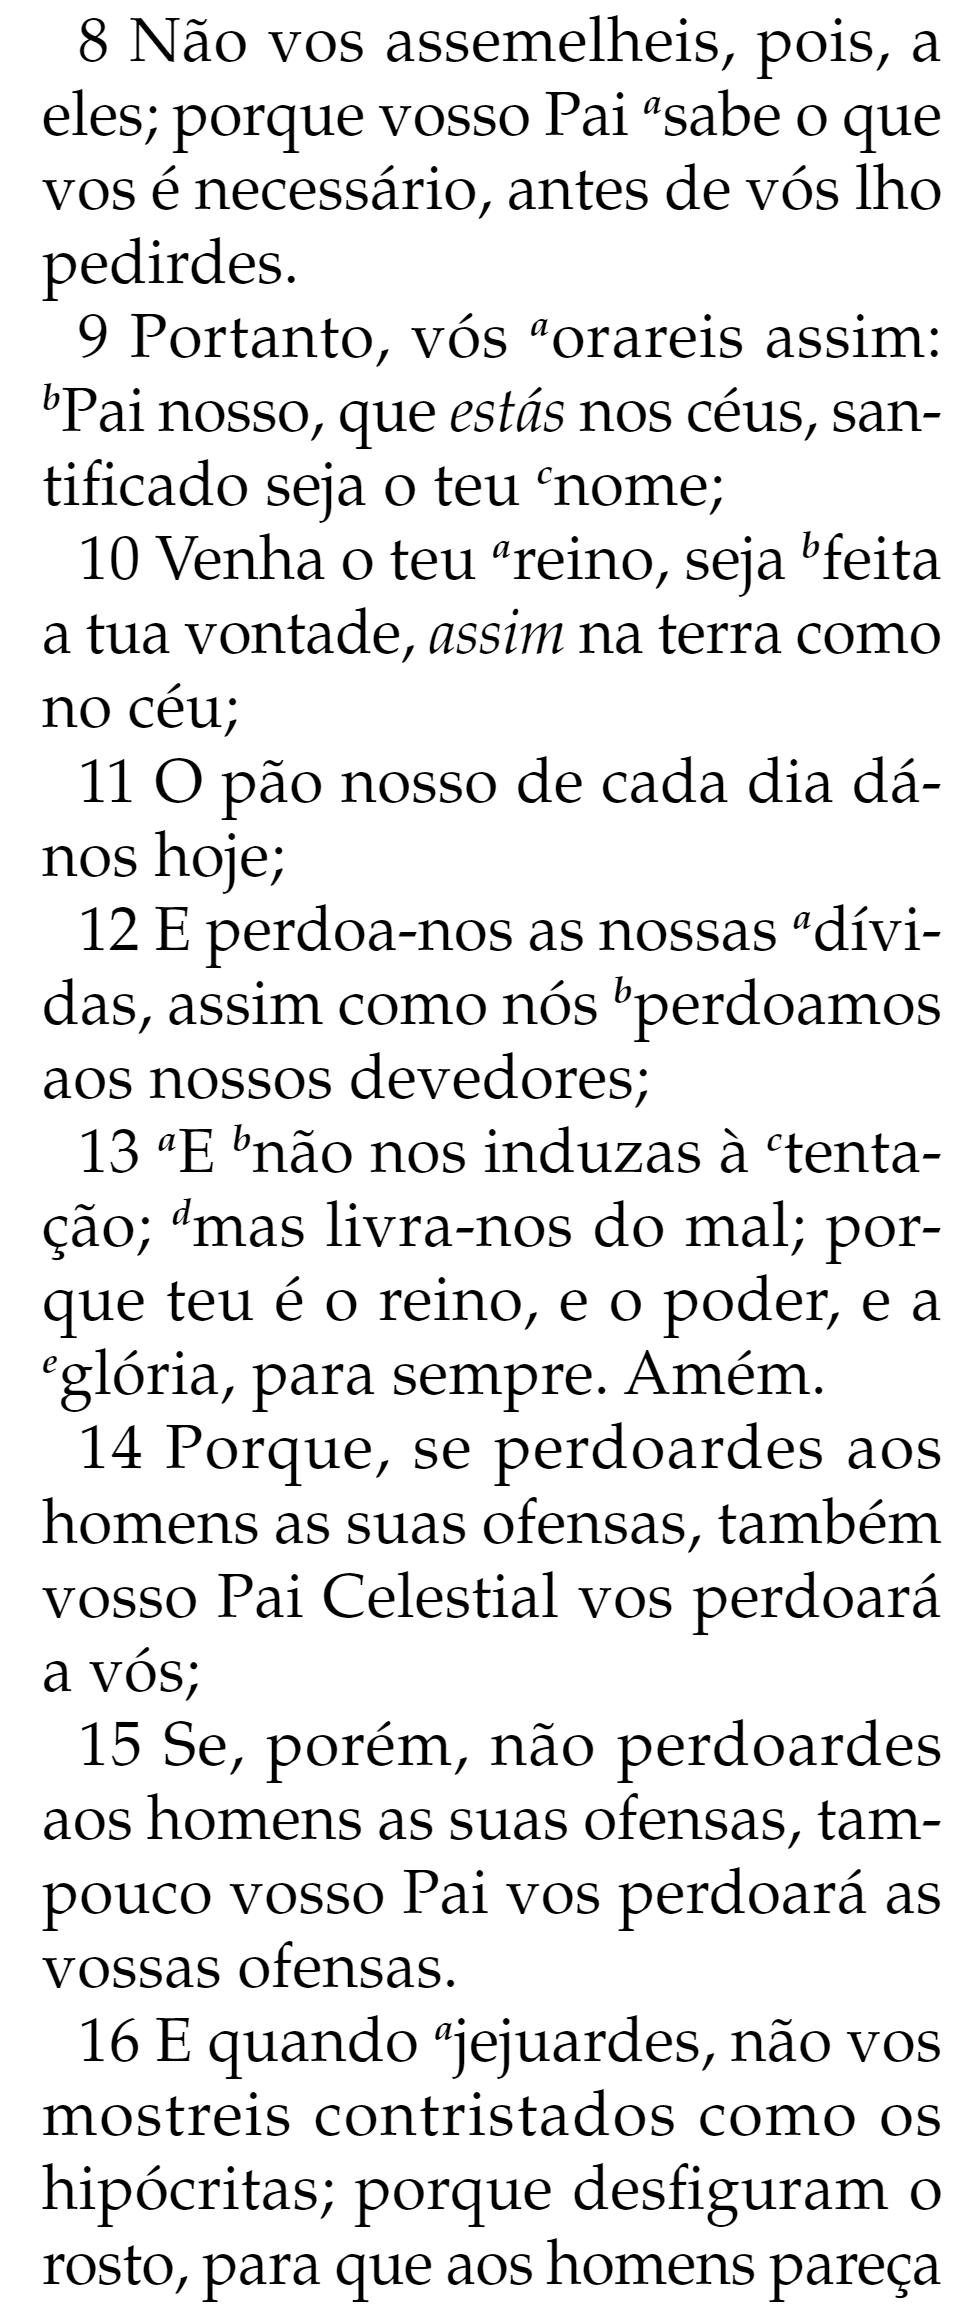 8 Não vos assemelheis, pois, a
eles; porque vosso Pai ᵃsabe o que
vos é necessário, antes de vós lho
pedirdes.
9 Portanto, vós ᵃorareis assim:
ᵇPai nosso, que estás nos céus, san-
tificado seja o teu ᶜnome;
10 Venha o teu ᵃreino, seja ᵇfeita
a tua vontade, assim na terra como
no céu;
11 O pão nosso de cada dia dá-
nos hoje;
12 E perdoa-nos as nossas ᵃdívi-
das, assim como nós ᵇperdoamos
aos nossos devedores;
13 ᵃE ᵇnão nos induzas à ᶜtenta-
ção; ᵈmas livra-nos do mal; por-
que teu é o reino, e o poder, e a
ᵉglória, para sempre. Amém.
14 Porque, se perdoardes aos
homens as suas ofensas, também
vosso Pai Celestial vos perdoará
a vós;
15 Se, porém, não perdoardes
aos homens as suas ofensas, tam-
pouco vosso Pai vos perdoará as
vossas ofensas.
16 E quando ᵃjejuardes, não vos
mostreis contristados como os
hipócritas; porque desfiguram o
rosto, para que aos homens pareça